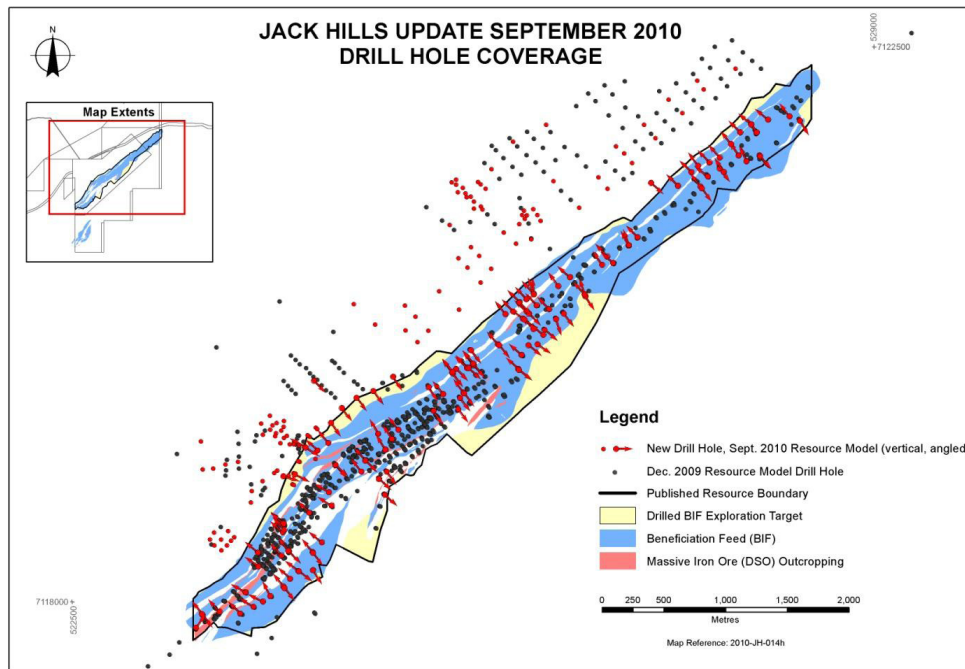 JACK HILLS UPDATE SEPTEMBER 2010
DRILL HOLE COVERAGE
N
Map Extents
529000
+7122500
Legend
New Drill Hole, Sept. 2010 Resource Model (vertical, angled)
Dec. 2009 Resource Model Drill Hole
Published Resource Boundary
Drilled BIF Exploration Target
Beneficiation Feed (BIF)
Massive Iron Ore (DSO) Outcropping
0 250 500 1,000 1,500 2,000
Metres
Map Reference: 2010-JH-014h
7118000+
522500